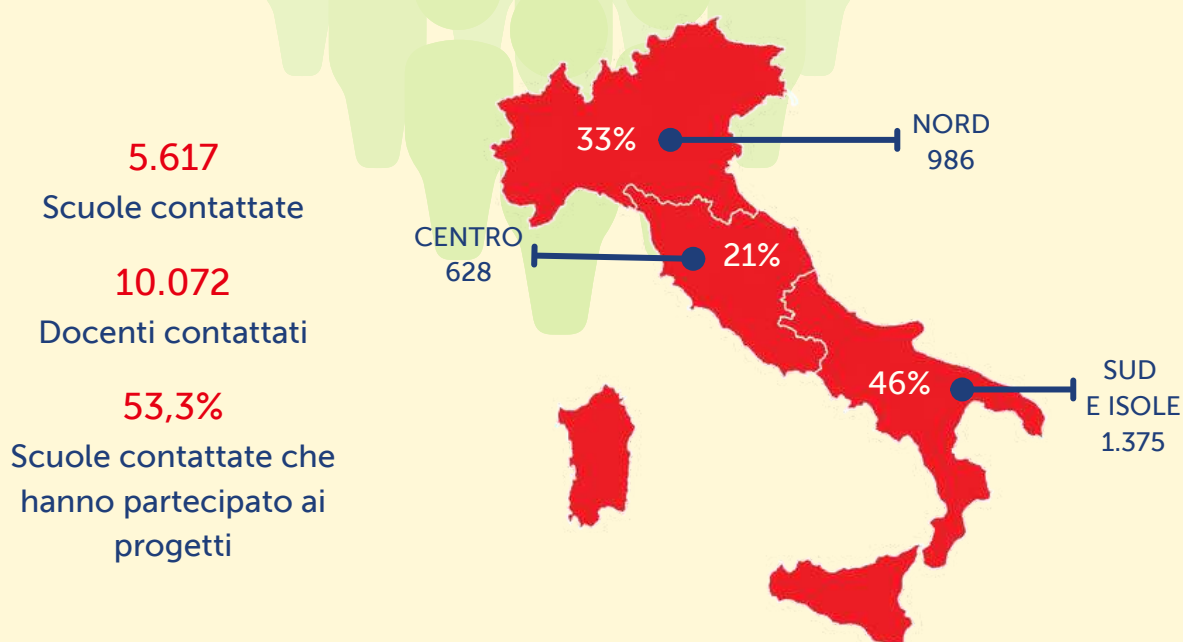 5.617
Scuole contattate
10.072
Docenti contattati
53,3%
Scuole contattate che
hanno partecipato ai
progetti
33%
NORD
986
CENTRO
628
21%
46%
SUD
E ISOLE
1.375